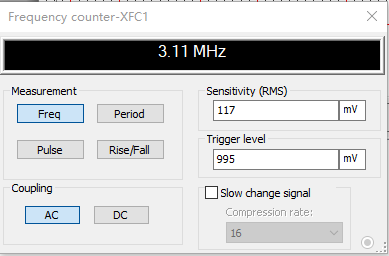 Frequency counter-XFC1
3.11 MHz
Measurement
Freq Period
Pulse Rise/Fall
Coupling
AC DC
Sensitivity (RMS)
117 mV
Trigger level
995 mV
Slow change signal
Compression rate:
16